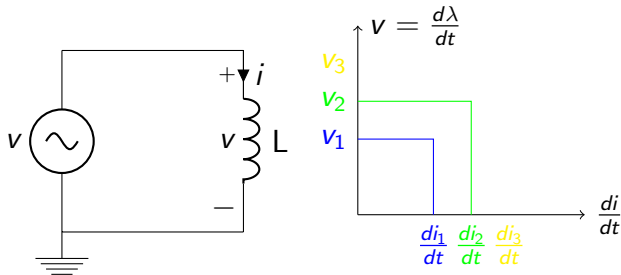 v
+
i
v
L
−
v = dλ/dt
v₃
v₂
v₁
di/dt
di₁/dt di₂/dt di₃/dt